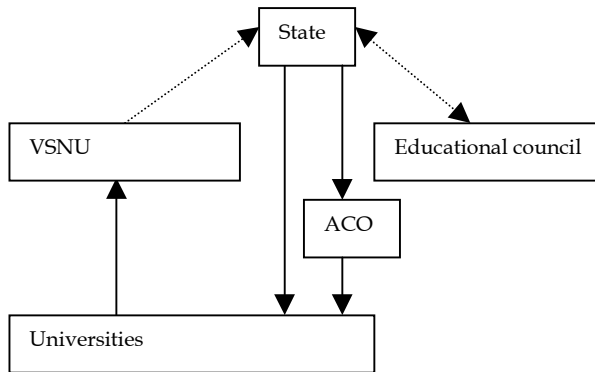 State
VSNU
Educational council
ACO
Universities